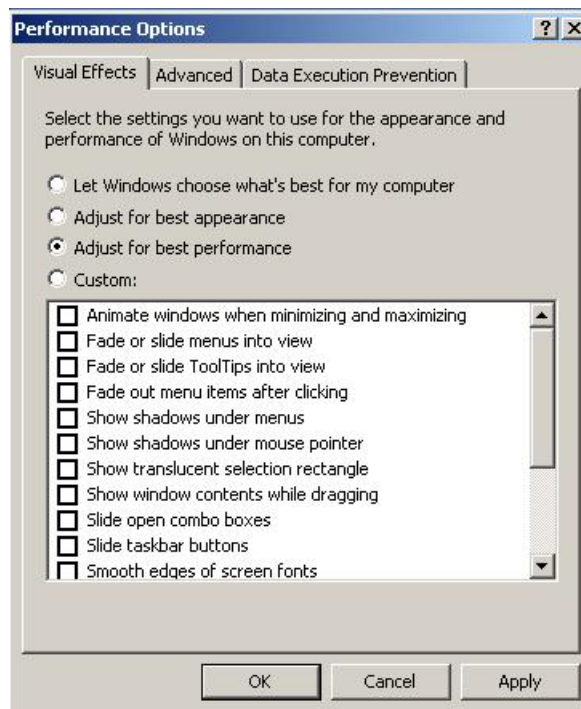 Performance Options
Visual Effects
Advanced
Data Execution Prevention
Select the settings you want to use for the appearance and
performance of Windows on this computer.
Let Windows choose what's best for my computer
Adjust for best appearance
Adjust for best performance
Custom:
Animate windows when minimizing and maximizing
Fade or slide menus into view
Fade or slide ToolTips into view
Fade out menu items after clicking
Show shadows under menus
Show shadows under mouse pointer
Show translucent selection rectangle
Show window contents while dragging
Slide open combo boxes
Slide taskbar buttons
Smooth edges of screen fonts
OK
Cancel
Apply